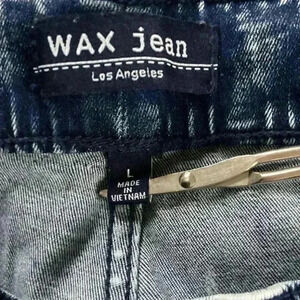 WAX jean
Los Angeles
L
MADE
IN
VIETNAM